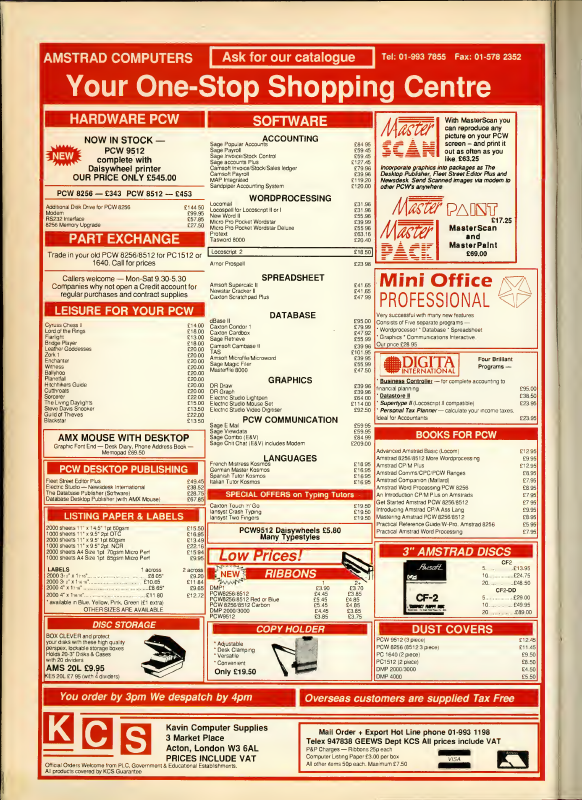 AMSTRAD COMPUTERS
Ask for our catalogue
Tel: 01-993 7855 Fax: 01-578 2352
Your One-Stop Shopping Centre
HARDWARE PCW
NEW
NOW IN STOCK —
PCW 9512
complete with
Daisywheel printer
OUR PRICE ONLY £545.00
PCW 8256 — £343 PCW 8512 — £453
Additional Disk Drive for PCW 8256 £144.50
Modem £99.95
RS232 Interface £57.85
8256 Memory Upgrade £27.50
PART EXCHANGE
Trade in your old PCW 8256/8512 for PC1512 or
1640. Call for prices
Callers welcome — Mon-Sat 9.30-5.30
Companies why not open a Credit account for
regular purchases and contract supplies
LEISURE FOR YOUR PCW
Cyrus Chess II £14.00
Lord of the Rings £18.00
Fairlight £13.00
Bridge Player £18.00
Leather Goddesses £20.00
Zork 1 £20.00
Enchanter £20.00
Witness £20.00
Ballyhoo £20.00
Planetfall £20.00
Hitchhikers Guide £20.00
Cutthroats £20.00
Sorcerer £22.00
The Living Daylights £15.00
Steve Davis Snooker £13.50
Guild of Thieves £22.00
Blackstar £13.50
AMX MOUSE WITH DESKTOP
Graphic Font End — Desk Diary, Phone Address Book —
Memopad £69.50
PCW DESKTOP PUBLISHING
Fleet Street Editor Plus £49.45
Electric Studio — Newsdesk International £38.52
The Database Publisher (Software) £28.75
Database Desktop Publisher (with AMX Mouse) £67.85
LISTING PAPER & LABELS
2000 sheets 11" x 14.5" 1pt 60gsm £15.50
1000 sheets 11" x 9.5" 2pt OTC £16.95
2000 sheets 11" x 9.5" 1pt 60gsm £13.49
1000 sheets 11" x 9.5" 2pt NCR £22.16
2000 sheets A4 Size 1pt 70gsm Micro Perf £15.94
1000 sheets A4 Size 1pt 85gsm Micro Perf £9.95
LABELS 1 across 2 across
£8.05* £9.20
£10.65 £11.84
£8.65* £9.65
£11.80 £12.72
* available in Blue, Yellow, Pink, Green (£1 extra)
OTHER SIZES ARE AVAILABLE
DISC STORAGE
BOX CLEVER and protect
your disks with these high quality
perspex, lockable storage boxes
Holds 20-3" Disks & Cases
with 20 dividers
AMS 20L £9.95
KES 20L £7.95 (with 4 dividers)
SOFTWARE
ACCOUNTING
Sage Popular Accounts £84.95
Sage Payroll £59.45
Sage Invoice/Stock Control £59.45
Sage accounts Plus £127.45
Camsoft Invoice/Stock/Sales ledger £79.96
Camsoft Payroll £39.96
MAP Integrated £119.20
Sandpiper Accounting System £120.00
WORDPROCESSING
Locomail £31.96
Locospell for Locoscript II or I £31.96
New Word II £55.96
Micro Pro Pocket Wordstar £39.99
Micro Pro Pocket Wordstar Deluxe £55.96
Protext £63.16
Tasword 8000 £20.40
Locoscript 2 £16.50
Arnor Prospell £23.96
SPREADSHEET
Amsoft Supercalc II £41.65
Newstar Cracker II £41.65
Caxton Scratchpad Plus £47.99
DATABASE
dBase II £95.00
Caxton Condor 1 £79.99
Caxton Cardbox £47.92
Sage Retrieve £55.99
Camsoft Cambase II £39.96
TAS £101.95
Amsoft Microfile/Microword £39.95
Sage Magic Filer £55.99
Masterfile 8000 £47.50
GRAPHICS
DR Draw £39.96
DR Graph £39.96
Electric Studio Lightpen £64.00
Electric Studio Mouse Set £114.00
Electric Studio Video Diginiser £92.50
PCW COMMUNICATION
Sage E Mail £59.95
Sage Viewdata £59.95
Sage Combo (E&V) £84.99
Sage Chit Chat (E&V) includes Modem £209.00
LANGUAGES
French Mistress Kosmos £16.95
German Master Kosmos £16.95
Spanish Tutor Kosmos £16.95
Italian Tutor Kosmos £16.95
SPECIAL OFFERS on Typing Tutors
Caxton Touch 'n' Go £19.50
Iansyst Crash Typing £19.50
Iansyst Two Fingers £19.50
PCW9512 Daisywheels £5.80
Many Typestyles
Low Prices!
NEW
RIBBONS
1 2+
DMP1 £3.90 £3.70
PCW8256/8512 £4.45 £3.85
PCW8256/8512 Red or Blue £5.45 £4.85
PCW 8256/8512 Carbon £5.45 £4.85
DMP 2000/3000 £4.45 £3.85
PCW9512 £3.85 £3.75
COPY HOLDER
* Adjustable
* Desk Clamping
* Versatile
* Convenient
Only £19.50
Master SCAN
With MasterScan you
can reproduce any
picture on your PCW
screen – and print it
out as often as you
like £63.25
Incorporate graphics into packages as The
Desktop Publisher, Fleet Street Editor Plus and
Newsdesk. Send Scanned images via modem to
other PCW's anywhere
Master PAINT
£17.25
Master PACK
MasterScan
and
MasterPaint
£69.00
Mini Office
PROFESSIONAL
Very successful with many new features
Consists of Five separate programs —
* Wordprocessor * Database * Spreadsheet
* Graphics * Communications Interactive.
Our price £28.95
DIGITA
INTERNATIONAL
Four Brilliant
Programs —
Business Controller — for complete accounting to
financial planning £95.00
Datastore II £38.50
* Supertype II (Locoscript II compatible) £23.95
* Personal Tax Planner — calculate your income taxes.
Ideal for Accountants £23.95
BOOKS FOR PCW
Advanced Amstrad Basic (Locom) £12.95
Amstrad 8256/8512 More Wordprocessing £9.95
Amstrad CP/M Plus £12.95
Amstrad Comms/CPC/PCW Ranges £8.95
Amstrad Companion (Mallard) £7.95
Amstrad Word Processing PCW 8256 £8.95
An Introduction CP/M Plus on Amstrads £7.95
Get Started Amstrad PCW 8256/8512 £7.95
Introducing Amstrad CP/M Ass Lang £9.95
Mastering Amstrad PCW 8256/8512 £8.95
Practical Reference Guide W-Pro. Amstrad 8256 £5.95
Practical Amstrad Word Processing £7.95
3" AMSTRAD DISCS
Amsoft
CF-2
CF2
5 £13.95
10 £24.75
20 £48.50
CF2-DD
5 £29.00
10 £49.95
20 £89.00
DUST COVERS
PCW 9512 (3 piece) £12.45
PCW 8256 (8512 3 piece) £11.45
PC 1640 (2 piece) £9.50
PC1512 (2 piece) £8.50
DMP 2000/3000 £4.50
DMP 4000 £5.50
You order by 3pm We despatch by 4pm
Overseas customers are supplied Tax Free
KCS
Kavin Computer Supplies
3 Market Place
Acton, London W3 6AL
PRICES INCLUDE VAT
Official Orders Welcome from PLC, Government & Educational Establishments.
All products covered by KCS Guarantee
Mail Order + Export Hot Line phone 01-993 1198
Telex 947838 GEEWS Dept KCS All prices include VAT
P&P Charges — Ribbons 25p each
Computer Listing Paper £3.00 per box
All other items 50p each. Maximum £7.50
VISA